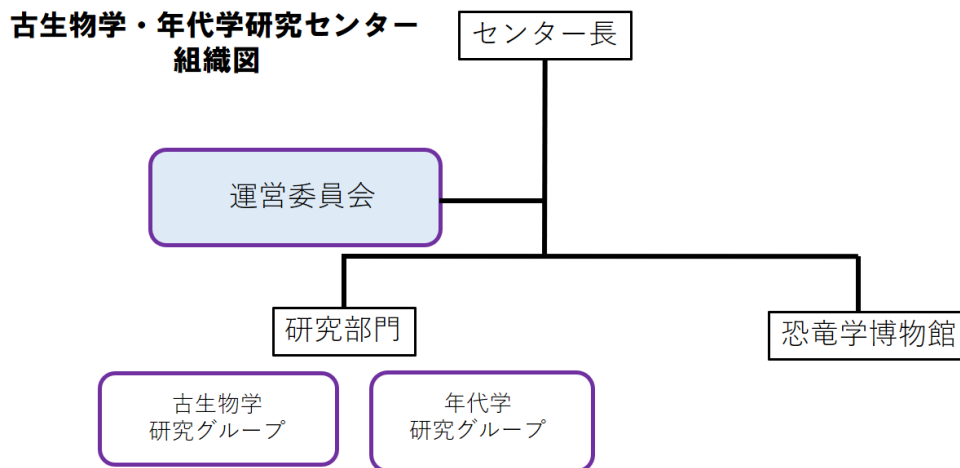 古生物学・年代学研究センター
組織図
センター長
運営委員会
研究部門
恐竜学博物館
古生物学
研究グループ
年代学
研究グループ